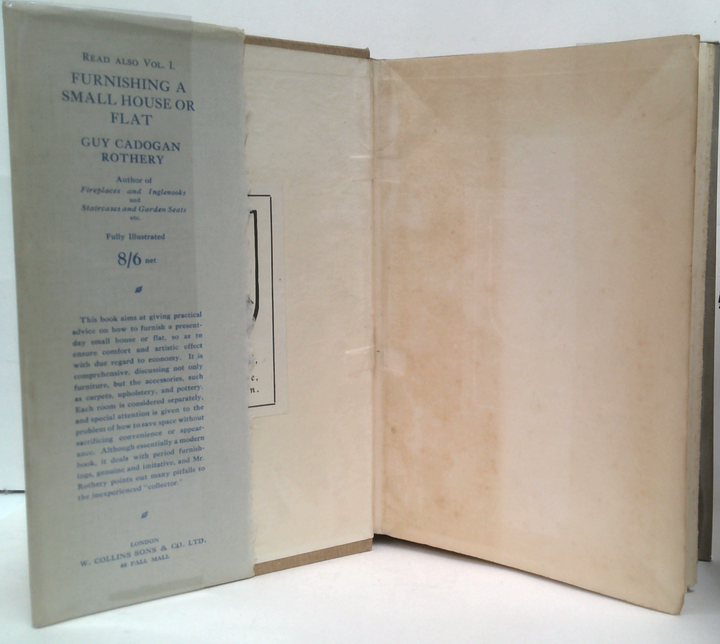 READ ALSO VOL. I.
FURNISHING A
SMALL HOUSE OR
FLAT
GUY CADOGAN
ROTHERY
Author of
Fireplaces and Inglenooks
and
Staircases and Garden Seats
etc.
Fully Illustrated
8/6 net
This book aims at giving practical
advice on how to furnish a present-
day small house or flat, so as to
ensure comfort and artistic effect
with due regard to economy. It is
comprehensive, discussing not only
furniture, but the accessories, such
as carpets, upholstery, and pottery.
Each room is considered separately,
and special attention is given to the
problem of how to save space without
sacrificing convenience or appear-
ance. Although essentially a modern
book, it deals with period furnish-
ings, genuine and imitative, and Mr.
Rothery points out many pitfalls to
the inexperienced "collector."
LONDON
W. COLLINS SONS & CO. LTD.
48 PALL MALL